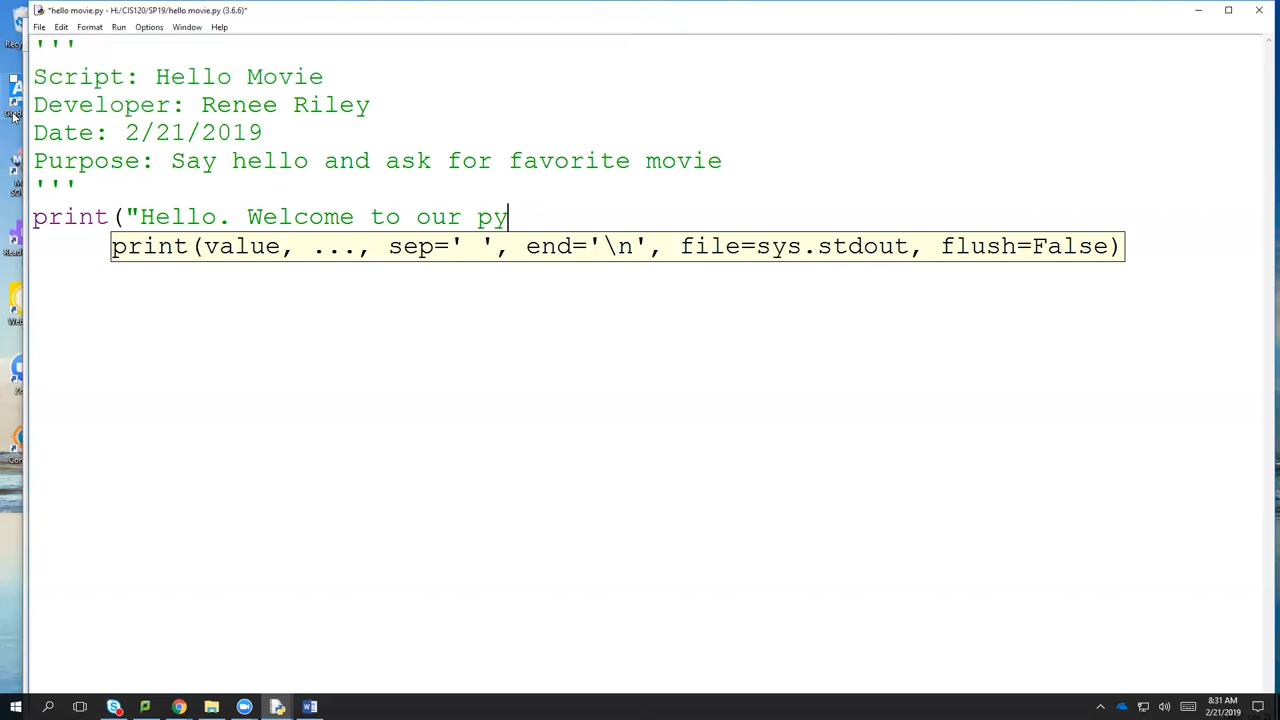 *hello movie.py - H:/CIS120/SP19/hello movie.py (3.6.6)*
File Edit Format Run Options Window Help
'''
Script: Hello Movie
Developer: Renee Riley
Date: 2/21/2019
Purpose: Say hello and ask for favorite movie
'''
print("Hello. Welcome to our py
print(value, ..., sep=' ', end='\n', file=sys.stdout, flush=False)
8:31 AM
2/21/2019